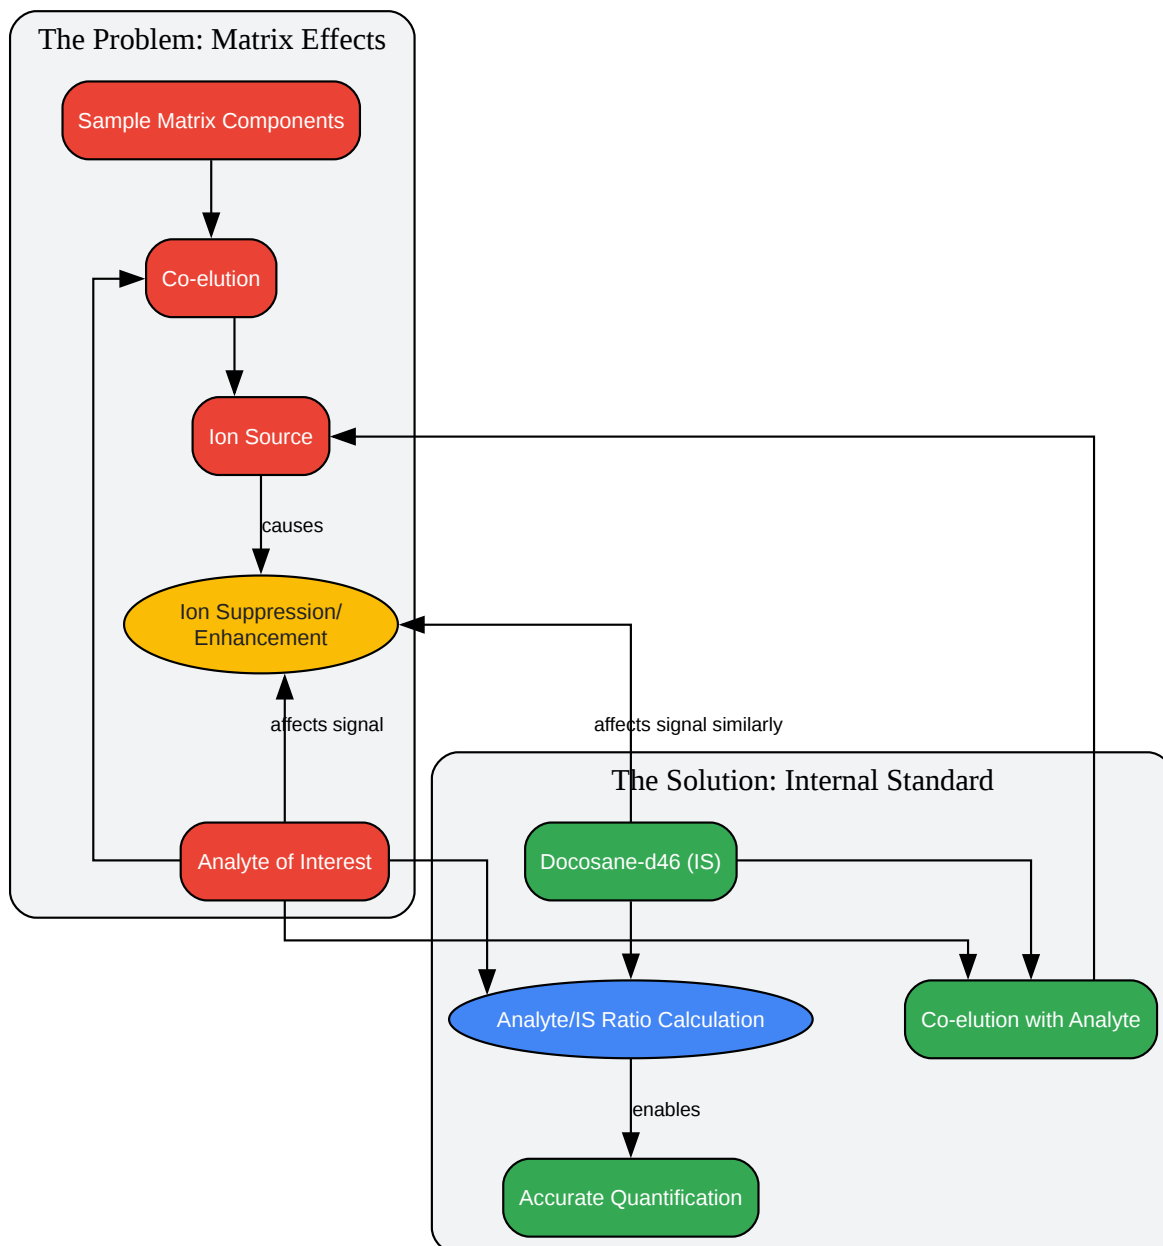 The Problem: Matrix Effects
Sample Matrix Components
Co-elution
Ion Source
causes
Ion Suppression/
Enhancement
affects signal
affects signal similarly
The Solution: Internal Standard
Analyte of Interest
Docosane-d46 (IS)
Analyte/IS Ratio Calculation
Co-elution with Analyte
enables
Accurate Quantification